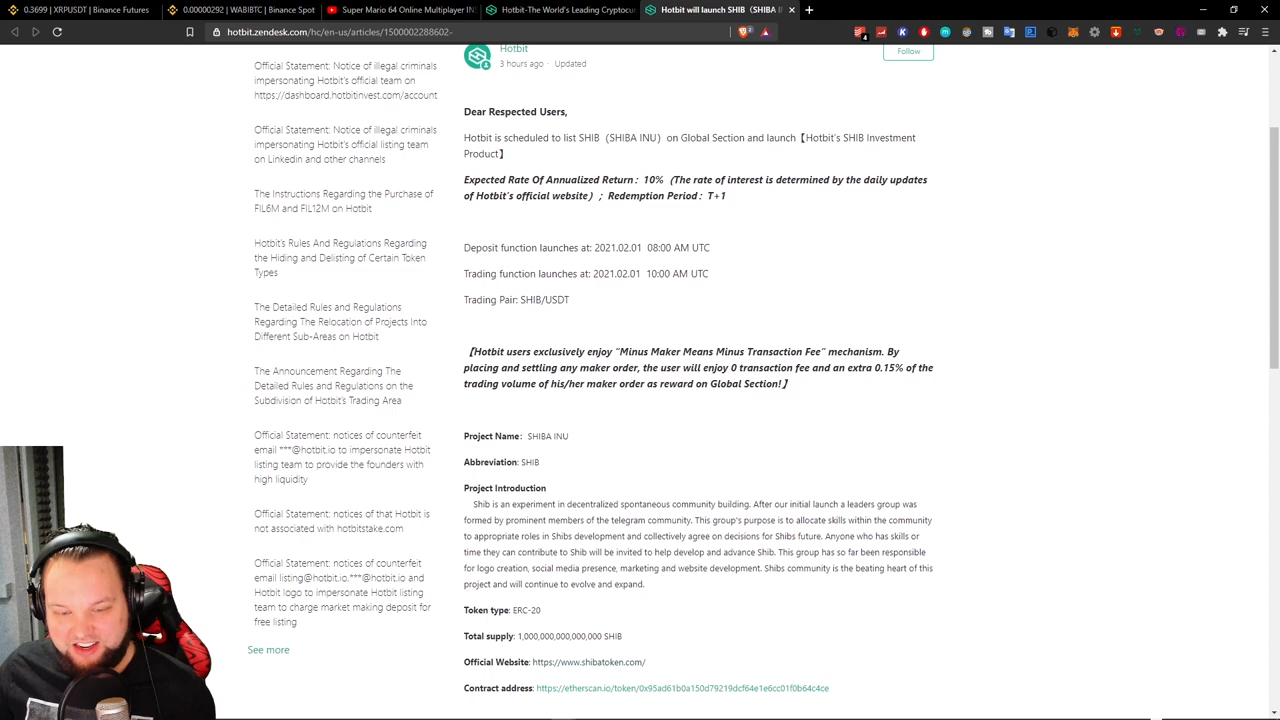 0.3699 | XRPUSDT | Binance Futures
0.00000292 | WABIBTC | Binance Spot
Super Mario 64 Online Multiplayer IN
Hotbit-The World's Leading Cryptocur
Hotbit will launch SHIB（SHIBA IN
hotbit.zendesk.com/hc/en-us/articles/1500002288602-
Official Statement: Notice of illegal criminals
impersonating Hotbit's official team on
https://dashboard.hotbitinvest.com/account
Official Statement: Notice of illegal criminals
impersonating Hotbit's official listing team
on Linkedin and other channels
The Instructions Regarding the Purchase of
FIL6M and FIL12M on Hotbit
Hotbit's Rules And Regulations Regarding
the Hiding and Delisting of Certain Token
Types
The Detailed Rules and Regulations
Regarding The Relocation of Projects Into
Different Sub-Areas on Hotbit
The Announcement Regarding The
Detailed Rules and Regulations on the
Subdivision of Hotbit's Trading Area
Official Statement: notices of counterfeit
email ***@hotbit.io to impersonate Hotbit
listing team to provide the founders with
high liquidity
Official Statement: notices of that Hotbit is
not associated with hotbitstake.com
Official Statement: notices of counterfeit
email listing@hotbit.io.***@hotbit.io and
Hotbit logo to impersonate Hotbit listing
team to charge market making deposit for
free listing
See more
Hotbit
3 hours ago · Updated
Follow
Dear Respected Users,
Hotbit is scheduled to list SHIB（SHIBA INU）on Global Section and launch【Hotbit's SHIB Investment
Product】
Expected Rate Of Annualized Return：10%（The rate of interest is determined by the daily updates
of Hotbit's official website）；Redemption Period：T+1
Deposit function launches at: 2021.02.01 08:00 AM UTC
Trading function launches at: 2021.02.01 10:00 AM UTC
Trading Pair: SHIB/USDT
【Hotbit users exclusively enjoy "Minus Maker Means Minus Transaction Fee" mechanism. By
placing and settling any maker order, the user will enjoy 0 transaction fee and an extra 0.15% of the
trading volume of his/her maker order as reward on Global Section!】
Project Name： SHIBA INU
Abbreviation: SHIB
Project Introduction
Shib is an experiment in decentralized spontaneous community building. After our initial launch a leaders group was
formed by prominent members of the telegram community. This group's purpose is to allocate skills within the community
to appropriate roles in Shibs development and collectively agree on decisions for Shibs future. Anyone who has skills or
time they can contribute to Shib will be invited to help develop and advance Shib. This group has so far been responsible
for logo creation, social media presence, marketing and website development. Shibs community is the beating heart of this
project and will continue to evolve and expand.
Token type: ERC-20
Total supply: 1,000,000,000,000,000 SHIB
Official Website: https://www.shibatoken.com/
Contract address: https://etherscan.io/token/0x95ad61b0a150d79219dcf64e1e6cc01f0b64c4ce